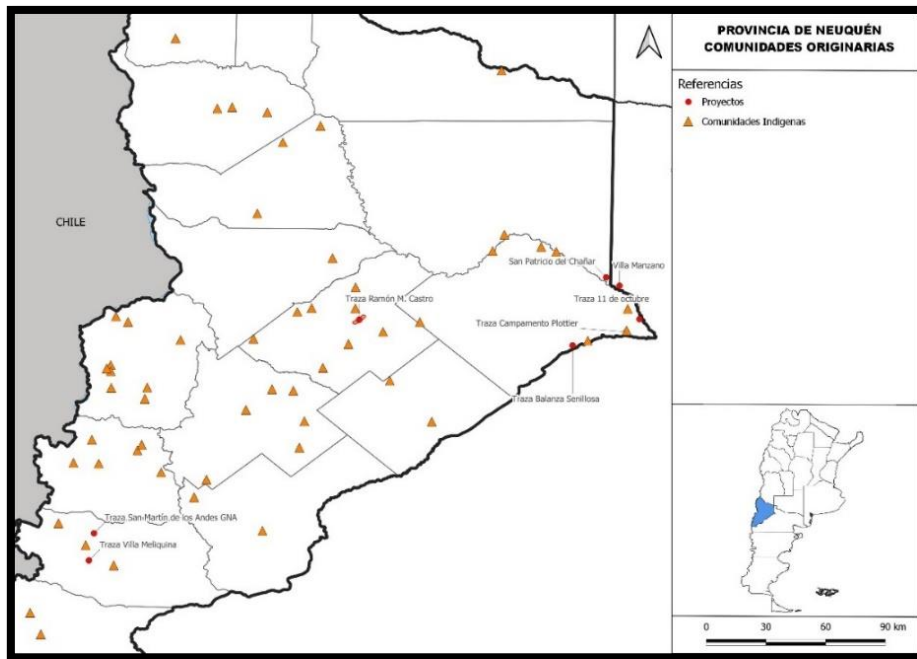 PROVINCIA DE NEUQUÉN
COMUNIDADES ORIGINARIAS
Referencias
Proyectos
Comunidades Indigenas
CHILE
San Patricio del Chañar
Villa Manzano
Traza Ramón M. Castro
Traza 11 de octubre
Traza Campamento Plottier
Traza Balanza Senillosa
Traza San Martín de los Andes GNA
Traza Villa Meliquina
0 30 60 90 km